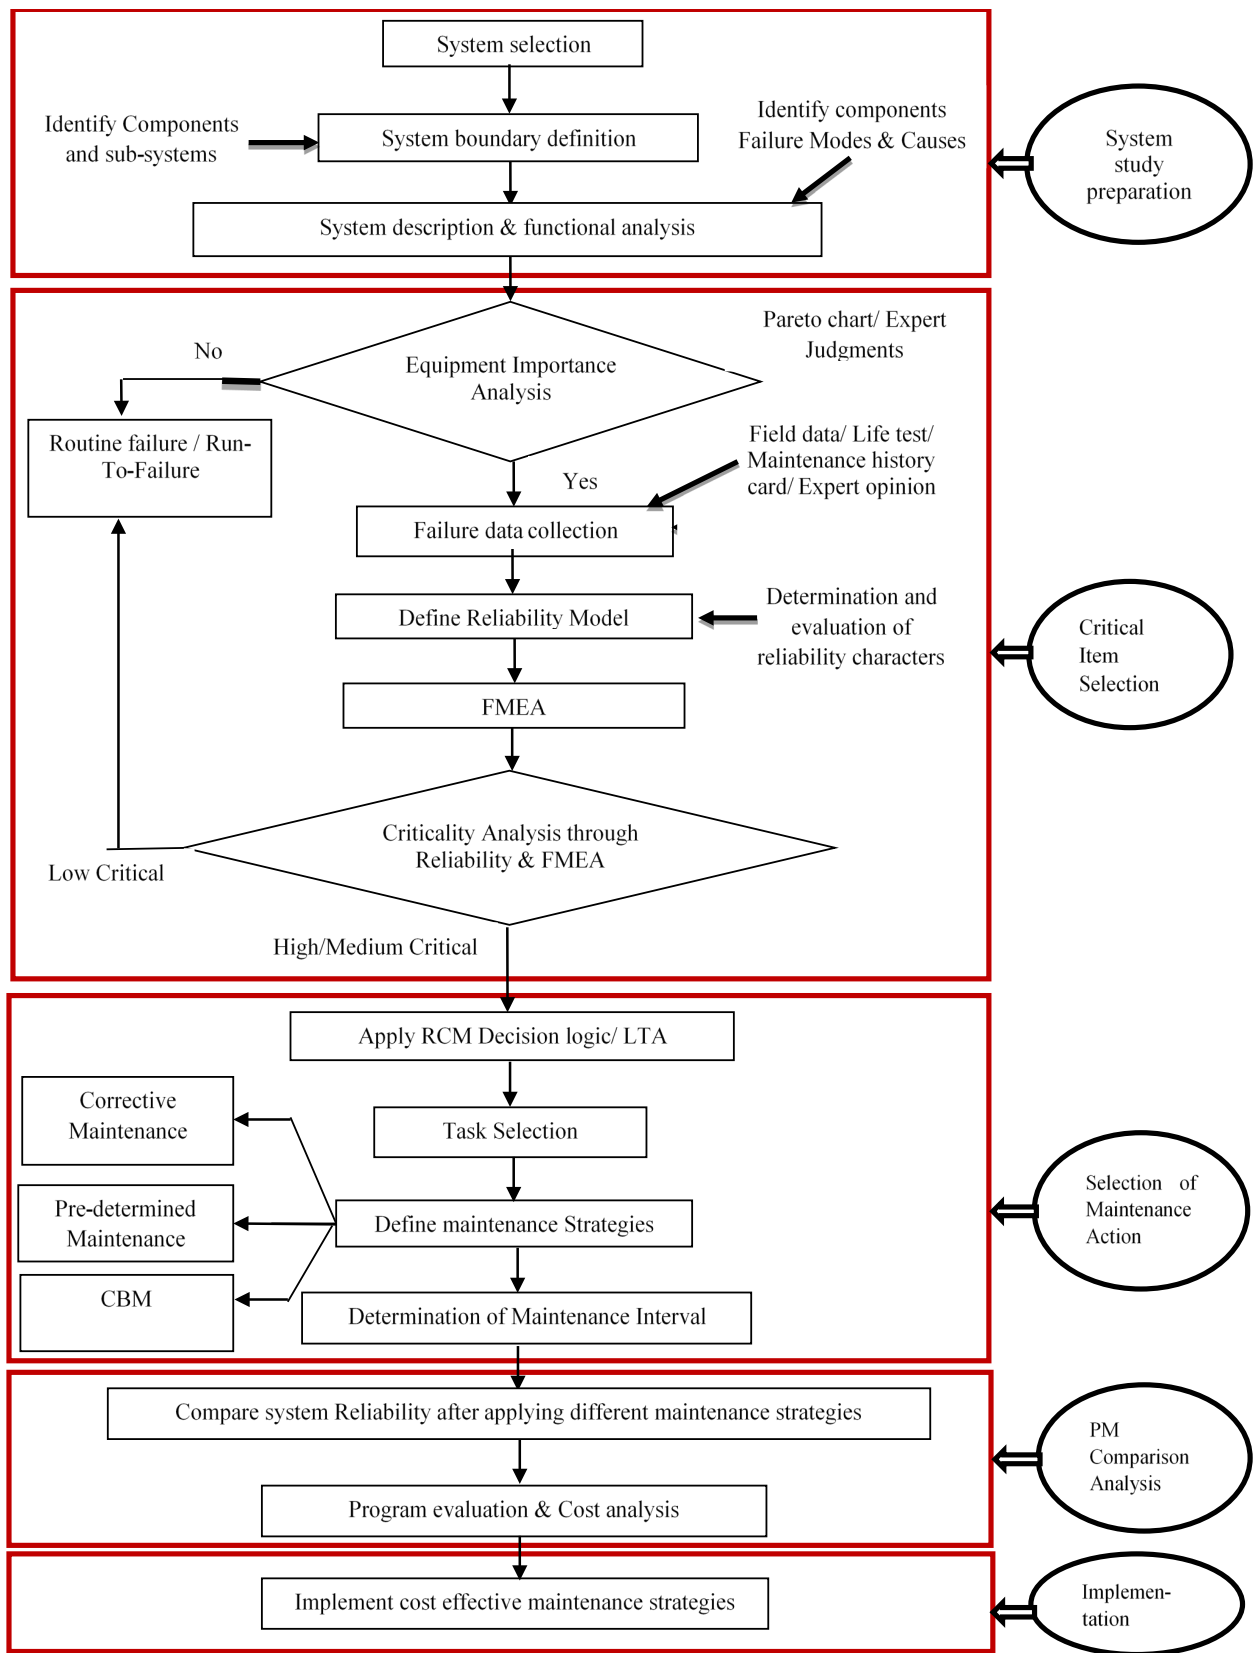 System selection
Identify Components
and sub-systems
System boundary definition
Identify components
Failure Modes & Causes
System description & functional analysis
System
study
preparation
Pareto chart/ Expert
Judgments
No
Equipment Importance
Analysis
Routine failure / Run-
To-Failure
Yes
Field data/ Life test/
Maintenance history
card/ Expert opinion
Failure data collection
Define Reliability Model
Determination and
evaluation of
reliability characters
FMEA
Critical
Item
Selection
Criticality Analysis through
Reliability & FMEA
Low Critical
High/Medium Critical
Apply RCM Decision logic/ LTA
Corrective
Maintenance
Task Selection
Pre-determined
Maintenance
Define maintenance Strategies
CBM
Determination of Maintenance Interval
Selection of
Maintenance
Action
Compare system Reliability after applying different maintenance strategies
Program evaluation & Cost analysis
PM
Comparison
Analysis
Implement cost effective maintenance strategies
Implemen-
tation